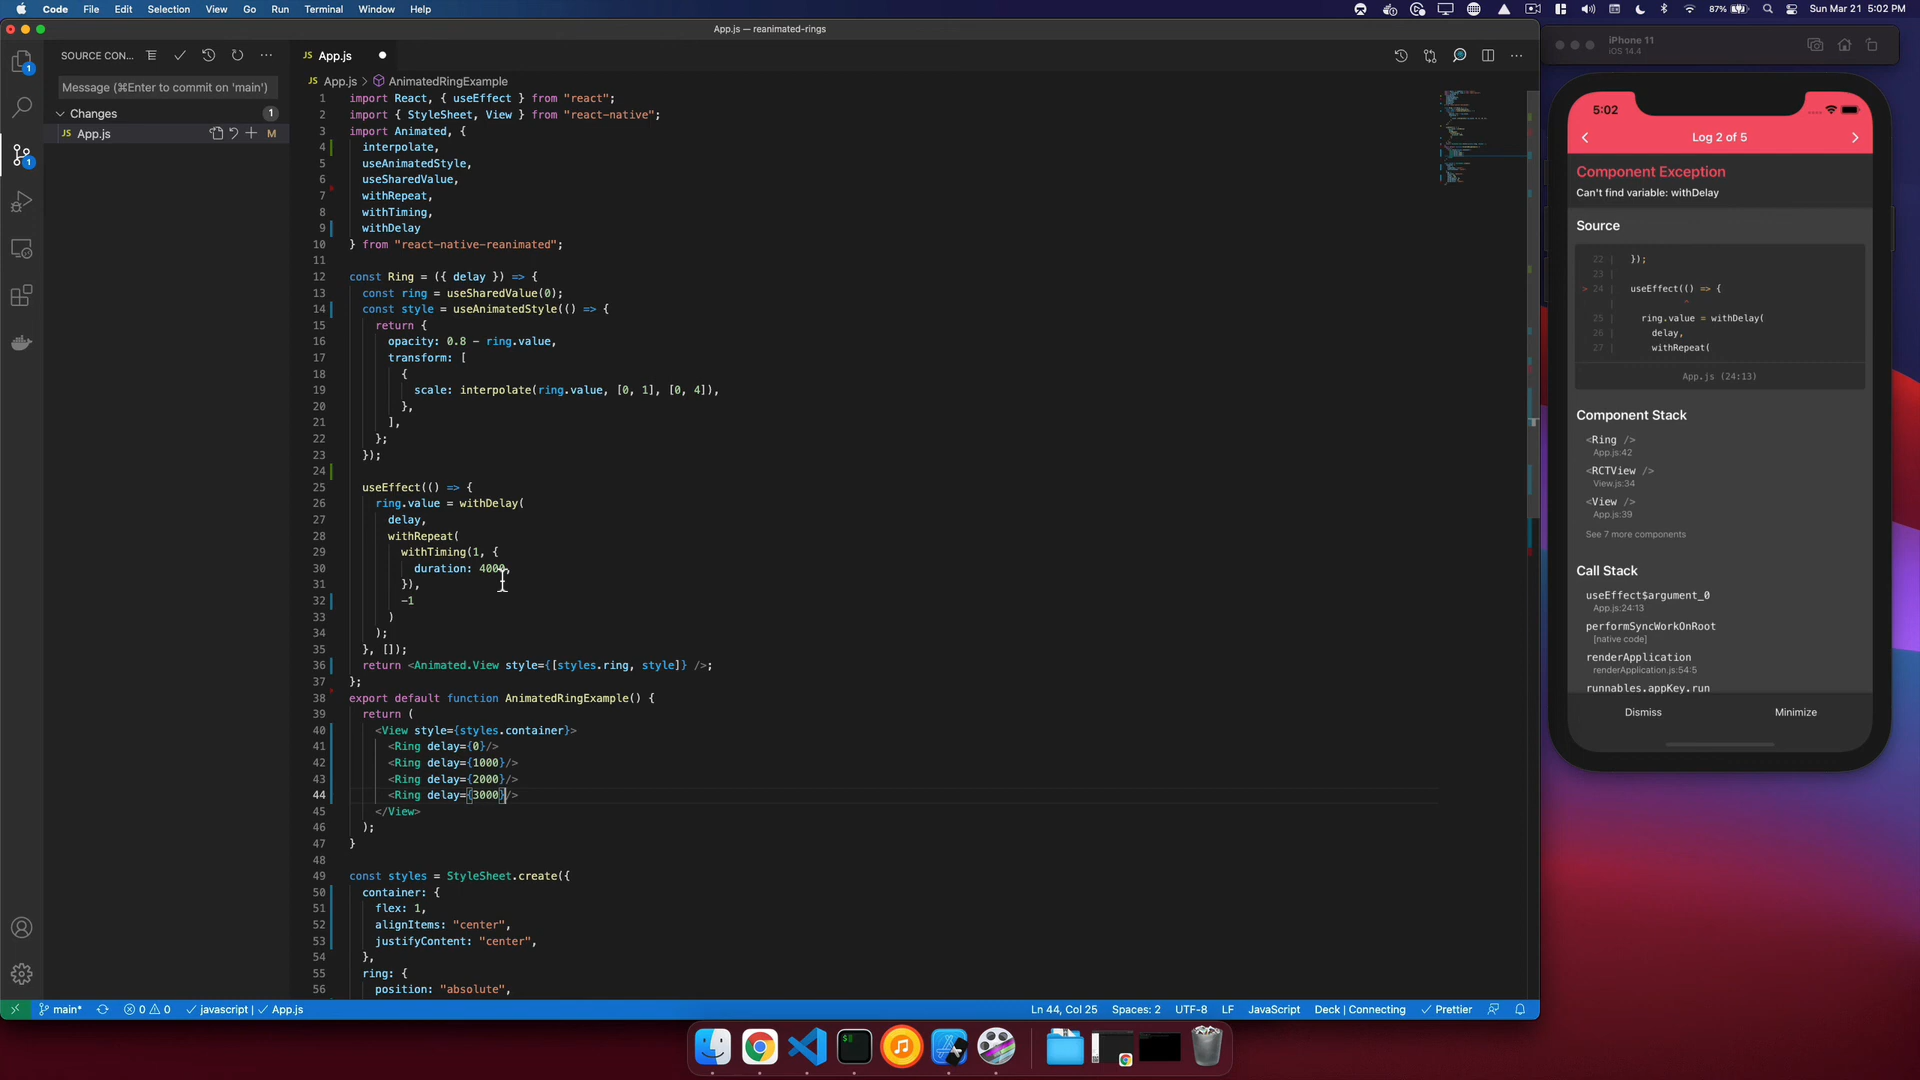 Code File Edit Selection View Go Run Terminal Window Help
87% Sun Mar 21 5:02 PM
App.js — reanimated-rings
SOURCE CON...
Message (⌘Enter to commit on 'main')
Changes 1
App.js M
1
1
JS App.js
JS App.js > AnimatedRingExample
1 import React, { useEffect } from "react";
2 import { StyleSheet, View } from "react-native";
3 import Animated, {
4 interpolate,
5 useAnimatedStyle,
6 useSharedValue,
7 withRepeat,
8 withTiming,
9 withDelay
10 } from "react-native-reanimated";
11
12 const Ring = ({ delay }) => {
13 const ring = useSharedValue(0);
14 const style = useAnimatedStyle(() => {
15 return {
16 opacity: 0.8 - ring.value,
17 transform: [
18 {
19 scale: interpolate(ring.value, [0, 1], [0, 4]),
20 },
21 ],
22 };
23 });
24
25 useEffect(() => {
26 ring.value = withDelay(
27 delay,
28 withRepeat(
29 withTiming(1, {
30 duration: 4000,
31 }),
32 -1
33 )
34 );
35 }, []);
36 return <Animated.View style={[styles.ring, style]} />;
37 };
38 export default function AnimatedRingExample() {
39 return (
40 <View style={styles.container}>
41 <Ring delay={0}/>
42 <Ring delay={1000}/>
43 <Ring delay={2000}/>
44 <Ring delay={3000}/>
45 </View>
46 );
47 }
48
49 const styles = StyleSheet.create({
50 container: {
51 flex: 1,
52 alignItems: "center",
53 justifyContent: "center",
54 },
55 ring: {
56 position: "absolute",
main* 0 0 javascript | App.js
Ln 44, Col 25 Spaces: 2 UTF-8 LF JavaScript Deck | Connecting Prettier
iPhone 11
iOS 14.4
5:02
Log 2 of 5
Component Exception
Can't find variable: withDelay
Source
22 | });
23 |
> 24 | useEffect(() => {
| ^
25 | ring.value = withDelay(
26 | delay,
27 | withRepeat(
App.js (24:13)
Component Stack
<Ring />
App.js:42
<RCTView />
View.js:34
<View />
App.js:39
See 7 more components
Call Stack
useEffect$argument_0
App.js:24:13
performSyncWorkOnRoot
[native code]
renderApplication
renderApplication.js:54:5
runnables.appKey.run
Dismiss Minimize